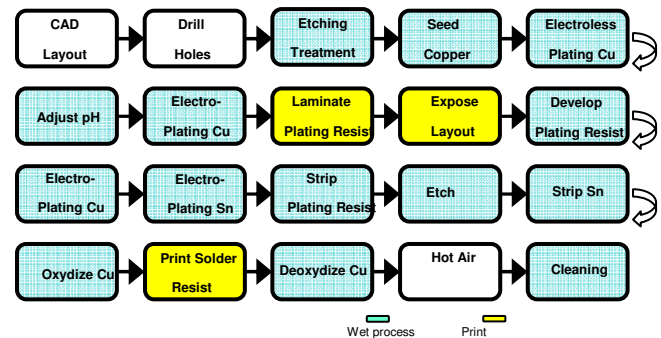 CAD
Layout
Drill
Holes
Etching
Treatment
Seed
Copper
Electroless
Plating Cu
Adjust pH
Electro-
Plating Cu
Laminate
Plating Resist
Expose
Layout
Develop
Plating Resist
Electro-
Plating Cu
Electro-
Plating Sn
Strip
Plating Resist
Etch
Strip Sn
Oxydize Cu
Print Solder
Resist
Deoxydize Cu
Hot Air
Cleaning
Wet process
Print